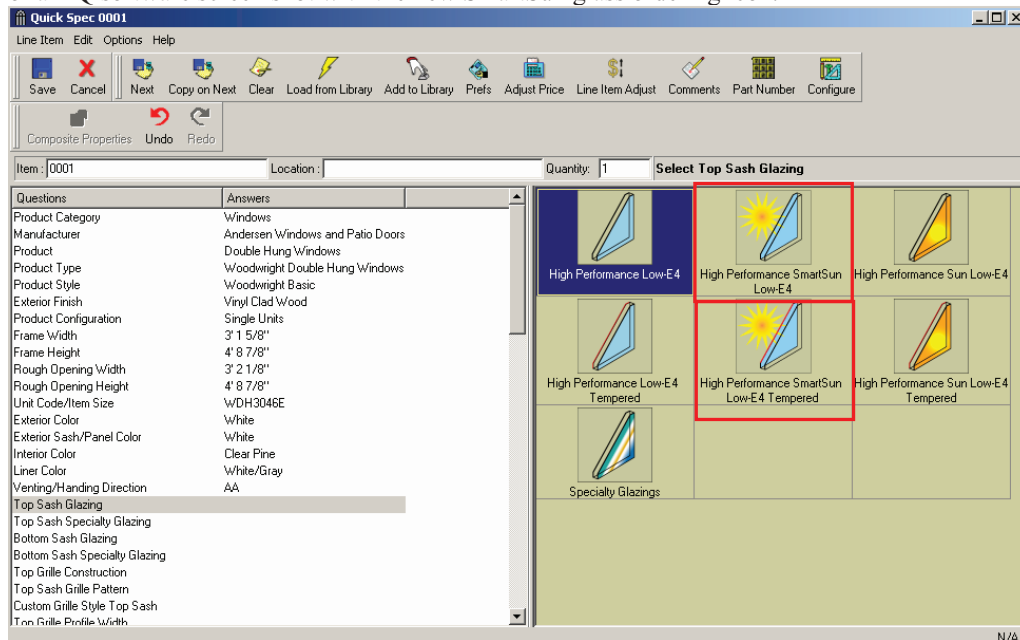 Quick Spec 0001
Line Item Edit Options Help
Save Cancel Next Copy on Next Clear Load from Library Add to Library Prefs Adjust Price Line Item Adjust Comments Part Number Configure
Composite Properties Undo Redo
Item : 0001 Location : Quantity: 1 Select Top Sash Glazing
Questions Answers
Product Category Windows
Manufacturer Andersen Windows and Patio Doors
Product Double Hung Windows
Product Type Woodwright Double Hung Windows
Product Style Woodwright Basic
Exterior Finish Vinyl Clad Wood
Product Configuration Single Units
Frame Width 3' 1 5/8"
Frame Height 4' 8 7/8"
Rough Opening Width 3' 2 1/8"
Rough Opening Height 4' 8 7/8"
Unit Code/Item Size WDH3046E
Exterior Color White
Exterior Sash/Panel Color White
Interior Color Clear Pine
Liner Color White/Gray
Venting/Handing Direction AA
Top Sash Glazing
Top Sash Specialty Glazing
Bottom Sash Glazing
Bottom Sash Specialty Glazing
Top Grille Construction
Top Sash Grille Pattern
Custom Grille Style Top Sash
Top Grille Profile Width
High Performance Low-E4
High Performance SmartSun
Low-E4
High Performance Sun Low-E4
High Performance Low-E4
Tempered
High Performance SmartSun
Low-E4 Tempered
High Performance Sun Low-E4
Tempered
Specialty Glazings
N/A